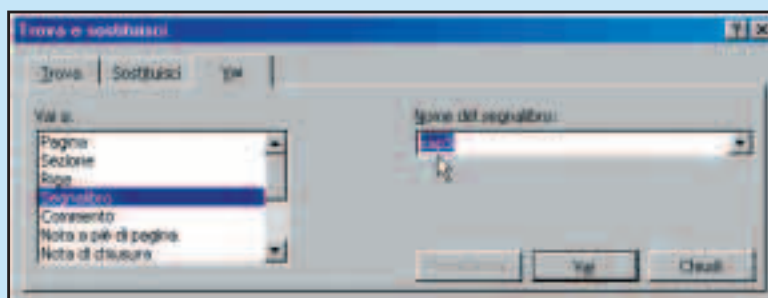 Trova e sostituisci
Trova Sostituisci Vai
Vai a:
Nome del segnalibro:
Pagina
Sezione
Riga
Segnalibro
Commento
Nota a piè di pagina
Nota di chiusura
Vai Chiudi